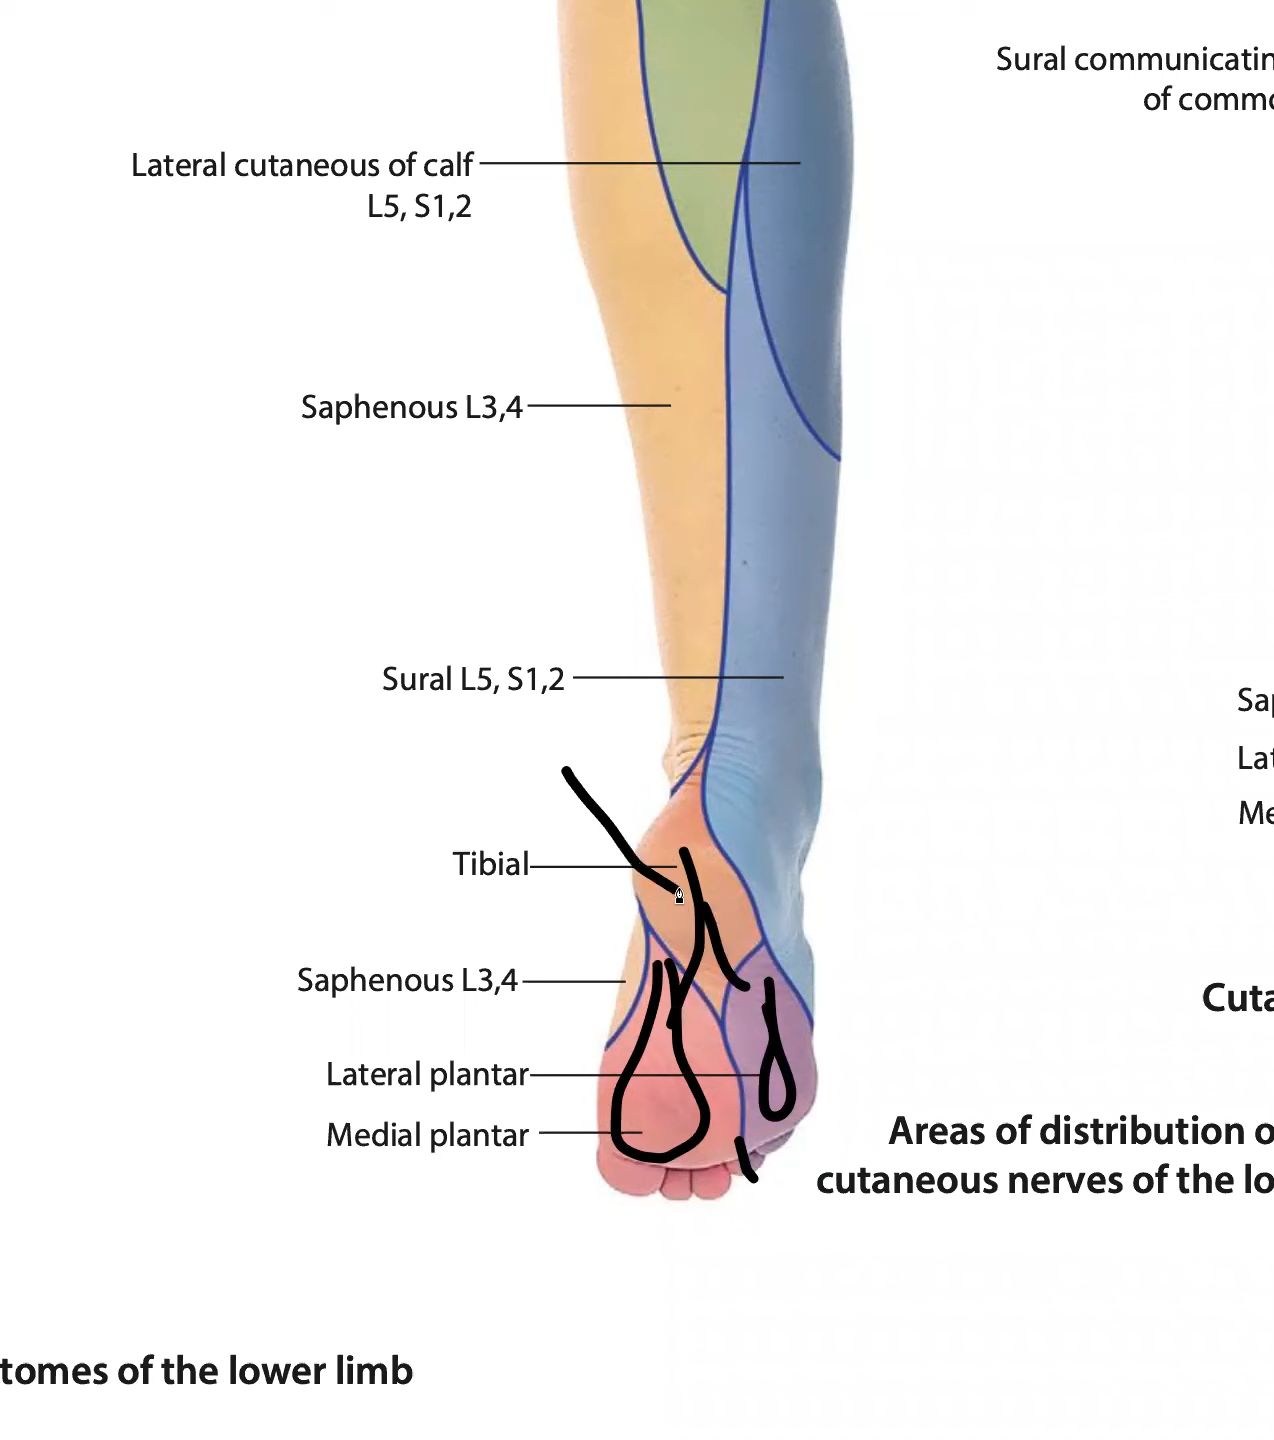 Sural communicatin
of comm
Lateral cutaneous of calf
L5, S1,2
Saphenous L3,4
Sural L5, S1,2
Sap
Lat
Me
Tibial
Saphenous L3,4
Cuta
Lateral plantar
Medial plantar
Areas of distribution o
cutaneous nerves of the lo
tomes of the lower limb